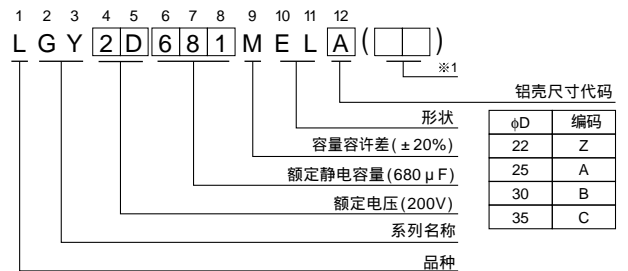 1 2 3 4 5 6 7 8 9 10 11 12
L G Y 2 D 6 8 1 M E L A ( )
※1
铝壳尺寸代码
形状
容量容许差(±20%)
额定静电容量(680μF)
额定电压(200V)
系列名称
品种
φD 编码
22 Z
25 A
30 B
35 C